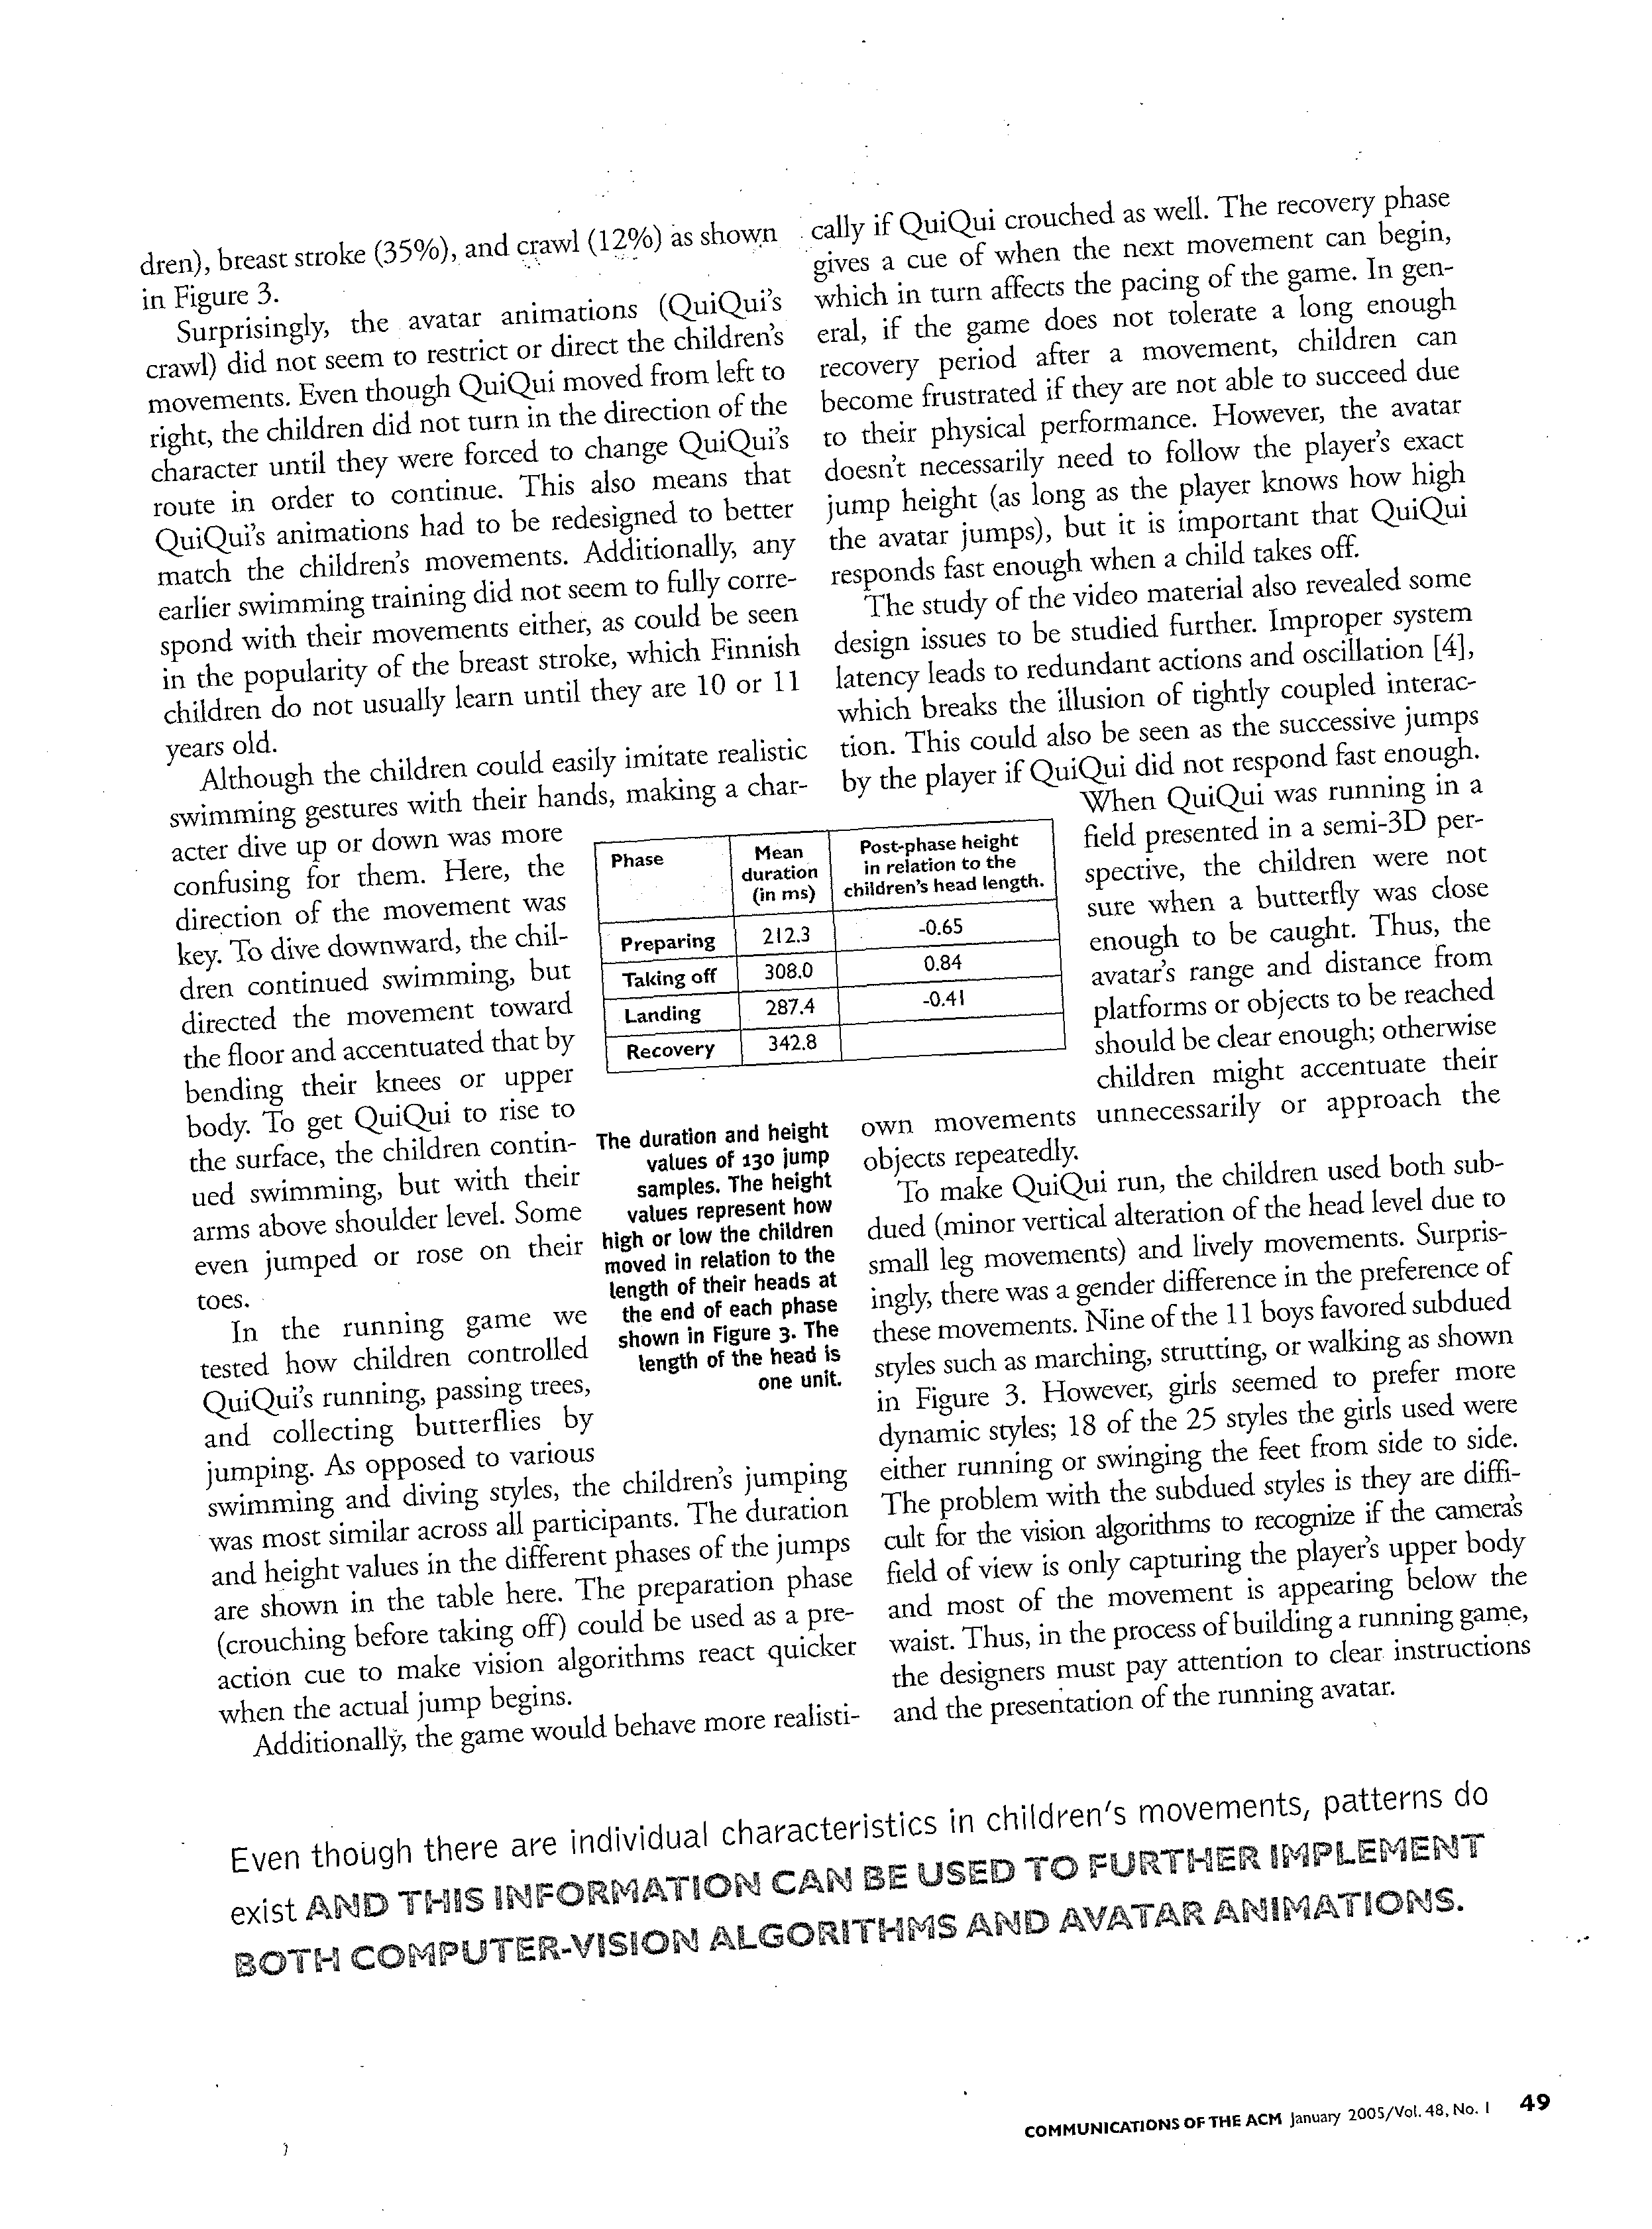 dren), breast stroke (35%), and crawl (12%) as shown
in Figure 3.
Surprisingly, the avatar animations (QuiQui's
crawl) did not seem to restrict or direct the children's
movements. Even though QuiQui moved from left to
right, the children did not turn in the direction of the
character until they were forced to change QuiQui's
route in order to continue. This also means that
QuiQui's animations had to be redesigned to better
match the children's movements. Additionally, any
earlier swimming training did not seem to fully corre-
spond with their movements either, as could be seen
in the popularity of the breast stroke, which Finnish
children do not usually learn until they are 10 or 11
years old.
Although the children could easily imitate realistic
swimming gestures with their hands, making a char-
acter dive up or down was more
confusing for them. Here, the
direction of the movement was
key. To dive downward, the chil-
dren continued swimming, but
directed the movement toward
the floor and accentuated that by
bending their knees or upper
body. To get QuiQui to rise to
the surface, the children contin-
ued swimming, but with their
arms above shoulder level. Some
even jumped or rose on their
toes.
In the running game we
tested how children controlled
QuiQui's running, passing trees,
and collecting butterflies by
jumping. As opposed to various
swimming and diving styles, the children's jumping
was most similar across all participants. The duration
and height values in the different phases of the jumps
are shown in the table here. The preparation phase
(crouching before taking off) could be used as a pre-
action cue to make vision algorithms react quicker
when the actual jump begins.
Additionally, the game would behave more realisti-
Phase
Mean
duration
(in ms)
Post-phase height
in relation to the
children's head length.
Preparing 212.3 -0.65
Taking off 308.0 0.84
Landing 287.4 -0.41
Recovery 342.8
The duration and height
values of 130 jump
samples. The height
values represent how
high or low the children
moved in relation to the
length of their heads at
the end of each phase
shown in Figure 3. The
length of the head is
one unit.
cally if QuiQui crouched as well. The recovery phase
gives a cue of when the next movement can begin,
which in turn affects the pacing of the game. In gen-
eral, if the game does not tolerate a long enough
recovery period after a movement, children can
become frustrated if they are not able to succeed due
to their physical performance. However, the avatar
doesn't necessarily need to follow the player's exact
jump height (as long as the player knows how high
the avatar jumps), but it is important that QuiQui
responds fast enough when a child takes off.
The study of the video material also revealed some
design issues to be studied further. Improper system
latency leads to redundant actions and oscillation [4],
which breaks the illusion of tightly coupled interac-
tion. This could also be seen as the successive jumps
by the player if QuiQui did not respond fast enough.
When QuiQui was running in a
field presented in a semi-3D per-
spective, the children were not
sure when a butterfly was close
enough to be caught. Thus, the
avatar's range and distance from
platforms or objects to be reached
should be clear enough; otherwise
children might accentuate their
own movements unnecessarily or approach the
objects repeatedly.
To make QuiQui run, the children used both sub-
dued (minor vertical alteration of the head level due to
small leg movements) and lively movements. Surpris-
ingly, there was a gender difference in the preference of
these movements. Nine of the 11 boys favored subdued
styles such as marching, strutting, or walking as shown
in Figure 3. However, girls seemed to prefer more
dynamic styles; 18 of the 25 styles the girls used were
either running or swinging the feet from side to side.
The problem with the subdued styles is they are diffi-
cult for the vision algorithms to recognize if the camera's
field of view is only capturing the player's upper body
and most of the movement is appearing below the
waist. Thus, in the process of building a running game,
the designers must pay attention to clear instructions
and the presentation of the running avatar.
Even though there are individual characteristics in children's movements, patterns do
exist AND THIS INFORMATION CAN BE USED TO FURTHER IMPLEMENT
BOTH COMPUTER-VISION ALGORITHMS AND AVATAR ANIMATIONS.
COMMUNICATIONS OF THE ACM January 2005/Vol. 48, No. 1 49